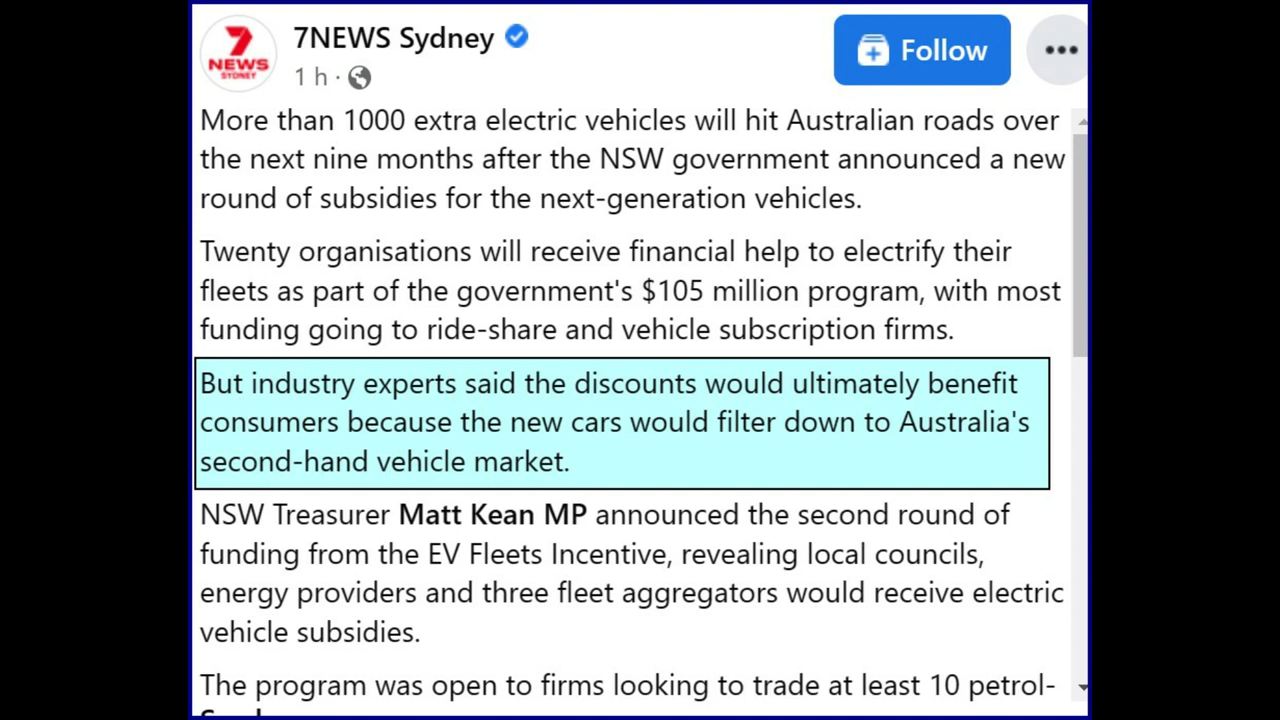 7NEWS Sydney
7
NEWS
SYDNEY
1 h ·
Follow
More than 1000 extra electric vehicles will hit Australian roads over
the next nine months after the NSW government announced a new
round of subsidies for the next-generation vehicles.
Twenty organisations will receive financial help to electrify their
fleets as part of the government's $105 million program, with most
funding going to ride-share and vehicle subscription firms.
But industry experts said the discounts would ultimately benefit
consumers because the new cars would filter down to Australia's
second-hand vehicle market.
NSW Treasurer Matt Kean MP announced the second round of
funding from the EV Fleets Incentive, revealing local councils,
energy providers and three fleet aggregators would receive electric
vehicle subsidies.
The program was open to firms looking to trade at least 10 petrol-